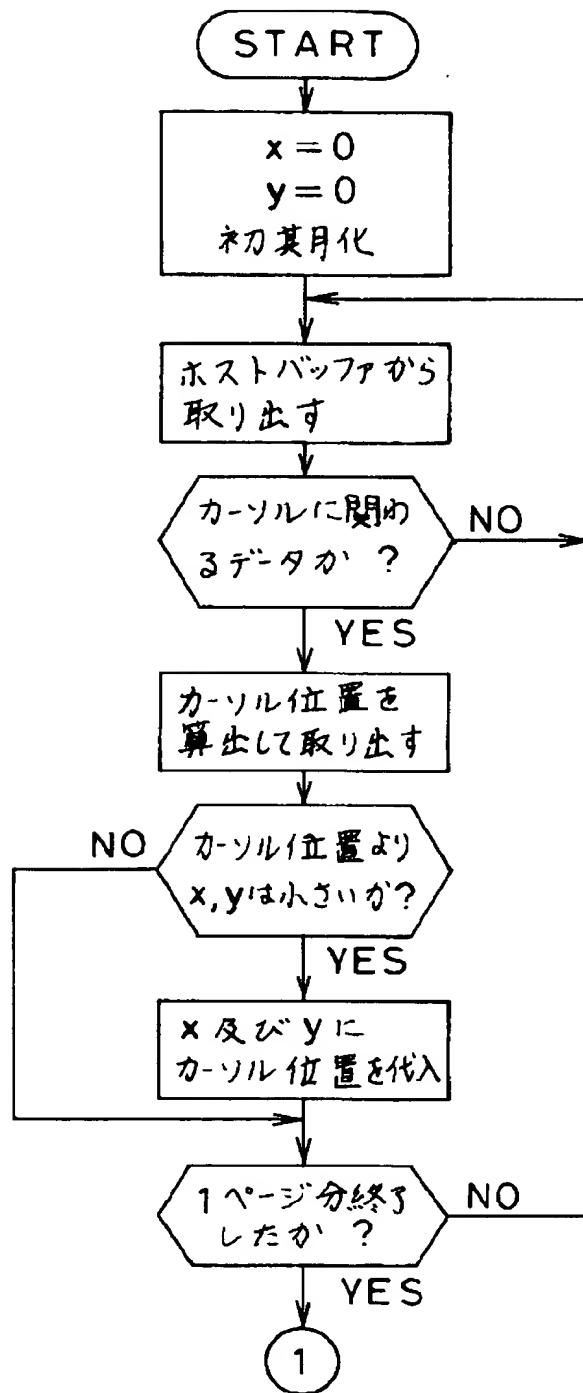 START
x=0
y=0
初期化
ホストバッファから
取り出す
カーソルに関わ
るデータか？
NO
YES
カーソル位置を
算出して取り出す
NO
カーソル位置より
x,yは小さいか？
YES
x及びyに
カーソル位置を代入
1ページ分終了
したか？
NO
YES
1